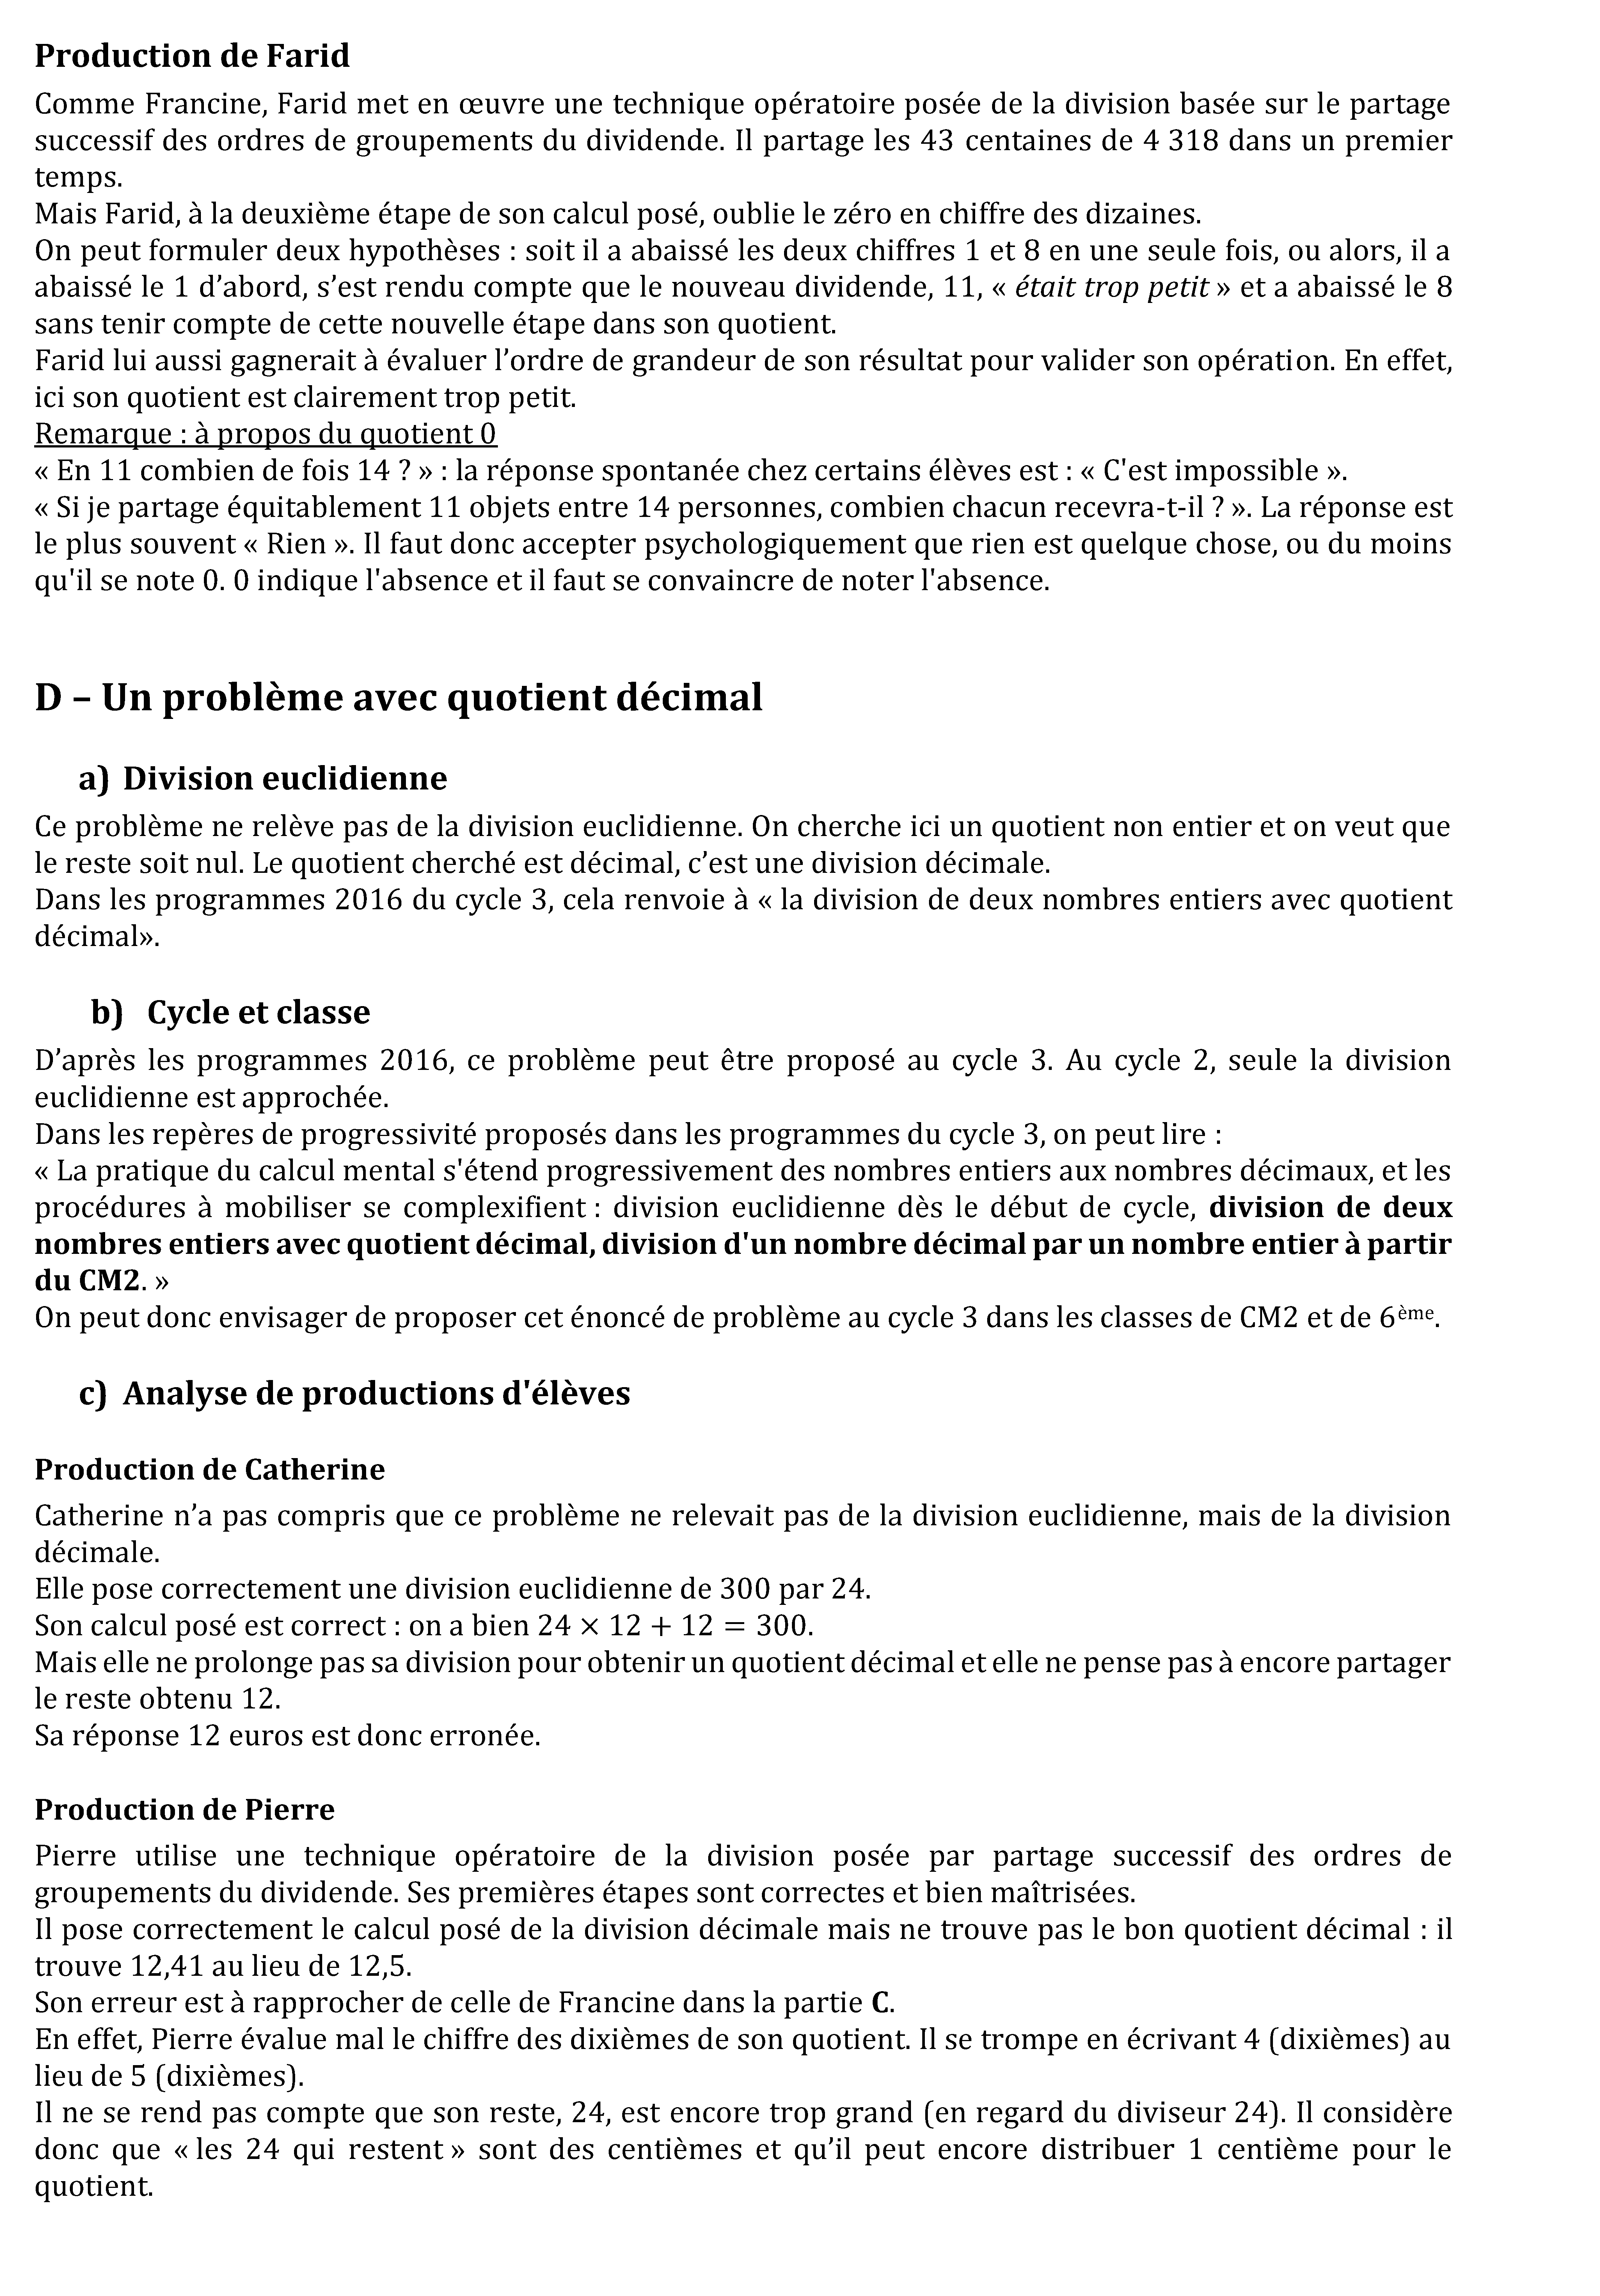 Production de Farid
Comme Francine, Farid met en œuvre une technique opératoire posée de la division basée sur le partage
successif des ordres de groupements du dividende. Il partage les 43 centaines de 4 318 dans un premier
temps.
Mais Farid, à la deuxième étape de son calcul posé, oublie le zéro en chiffre des dizaines.
On peut formuler deux hypothèses : soit il a abaissé les deux chiffres 1 et 8 en une seule fois, ou alors, il a
abaissé le 1 d’abord, s’est rendu compte que le nouveau dividende, 11, « était trop petit » et a abaissé le 8
sans tenir compte de cette nouvelle étape dans son quotient.
Farid lui aussi gagnerait à évaluer l’ordre de grandeur de son résultat pour valider son opération. En effet,
ici son quotient est clairement trop petit.
Remarque : à propos du quotient 0
« En 11 combien de fois 14 ? » : la réponse spontanée chez certains élèves est : « C'est impossible ».
« Si je partage équitablement 11 objets entre 14 personnes, combien chacun recevra-t-il ? ». La réponse est
le plus souvent « Rien ». Il faut donc accepter psychologiquement que rien est quelque chose, ou du moins
qu'il se note 0. 0 indique l'absence et il faut se convaincre de noter l'absence.
D – Un problème avec quotient décimal
a) Division euclidienne
Ce problème ne relève pas de la division euclidienne. On cherche ici un quotient non entier et on veut que
le reste soit nul. Le quotient cherché est décimal, c’est une division décimale.
Dans les programmes 2016 du cycle 3, cela renvoie à « la division de deux nombres entiers avec quotient
décimal».
b) Cycle et classe
D’après les programmes 2016, ce problème peut être proposé au cycle 3. Au cycle 2, seule la division
euclidienne est approchée.
Dans les repères de progressivité proposés dans les programmes du cycle 3, on peut lire :
« La pratique du calcul mental s'étend progressivement des nombres entiers aux nombres décimaux, et les
procédures à mobiliser se complexifient : division euclidienne dès le début de cycle, division de deux
nombres entiers avec quotient décimal, division d'un nombre décimal par un nombre entier à partir
du CM2. »
On peut donc envisager de proposer cet énoncé de problème au cycle 3 dans les classes de CM2 et de 6ème.
c) Analyse de productions d'élèves
Production de Catherine
Catherine n’a pas compris que ce problème ne relevait pas de la division euclidienne, mais de la division
décimale.
Elle pose correctement une division euclidienne de 300 par 24.
Son calcul posé est correct : on a bien 24 × 12 + 12 = 300.
Mais elle ne prolonge pas sa division pour obtenir un quotient décimal et elle ne pense pas à encore partager
le reste obtenu 12.
Sa réponse 12 euros est donc erronée.
Production de Pierre
Pierre utilise une technique opératoire de la division posée par partage successif des ordres de
groupements du dividende. Ses premières étapes sont correctes et bien maîtrisées.
Il pose correctement le calcul posé de la division décimale mais ne trouve pas le bon quotient décimal : il
trouve 12,41 au lieu de 12,5.
Son erreur est à rapprocher de celle de Francine dans la partie C.
En effet, Pierre évalue mal le chiffre des dixièmes de son quotient. Il se trompe en écrivant 4 (dixièmes) au
lieu de 5 (dixièmes).
Il ne se rend pas compte que son reste, 24, est encore trop grand (en regard du diviseur 24). Il considère
donc que « les 24 qui restent » sont des centièmes et qu’il peut encore distribuer 1 centième pour le
quotient.